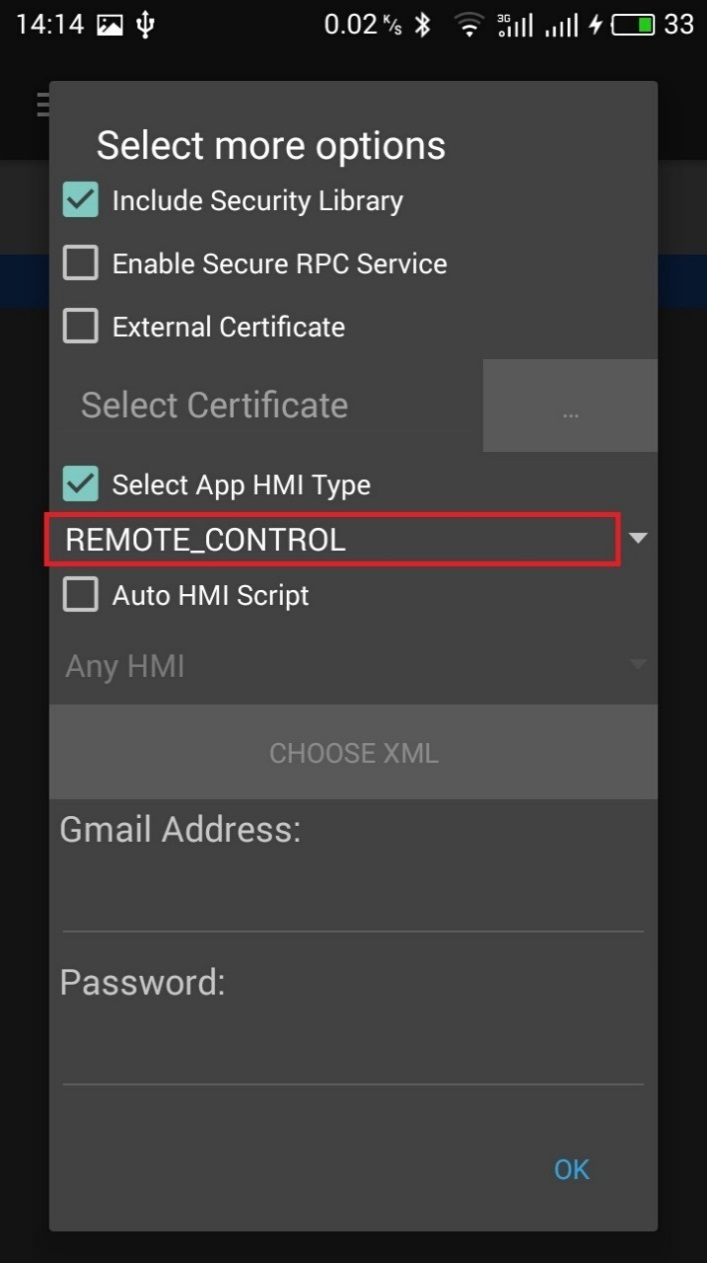 14:14 0.02 K/s 3G 33
Select more options
Include Security Library
Enable Secure RPC Service
External Certificate
Select Certificate ...
Select App HMI Type
REMOTE_CONTROL
Auto HMI Script
Any HMI
CHOOSE XML
Gmail Address:
Password:
OK